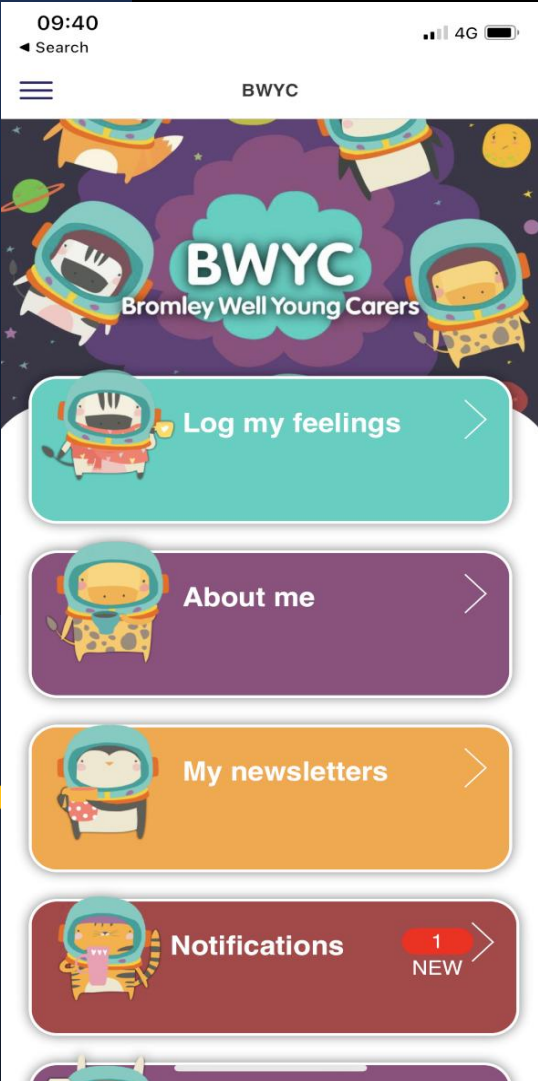 09:40
◀ Search
4G
BWYC
BWYC
Bromley Well Young Carers
Log my feelings
About me
My newsletters
Notifications
1
NEW